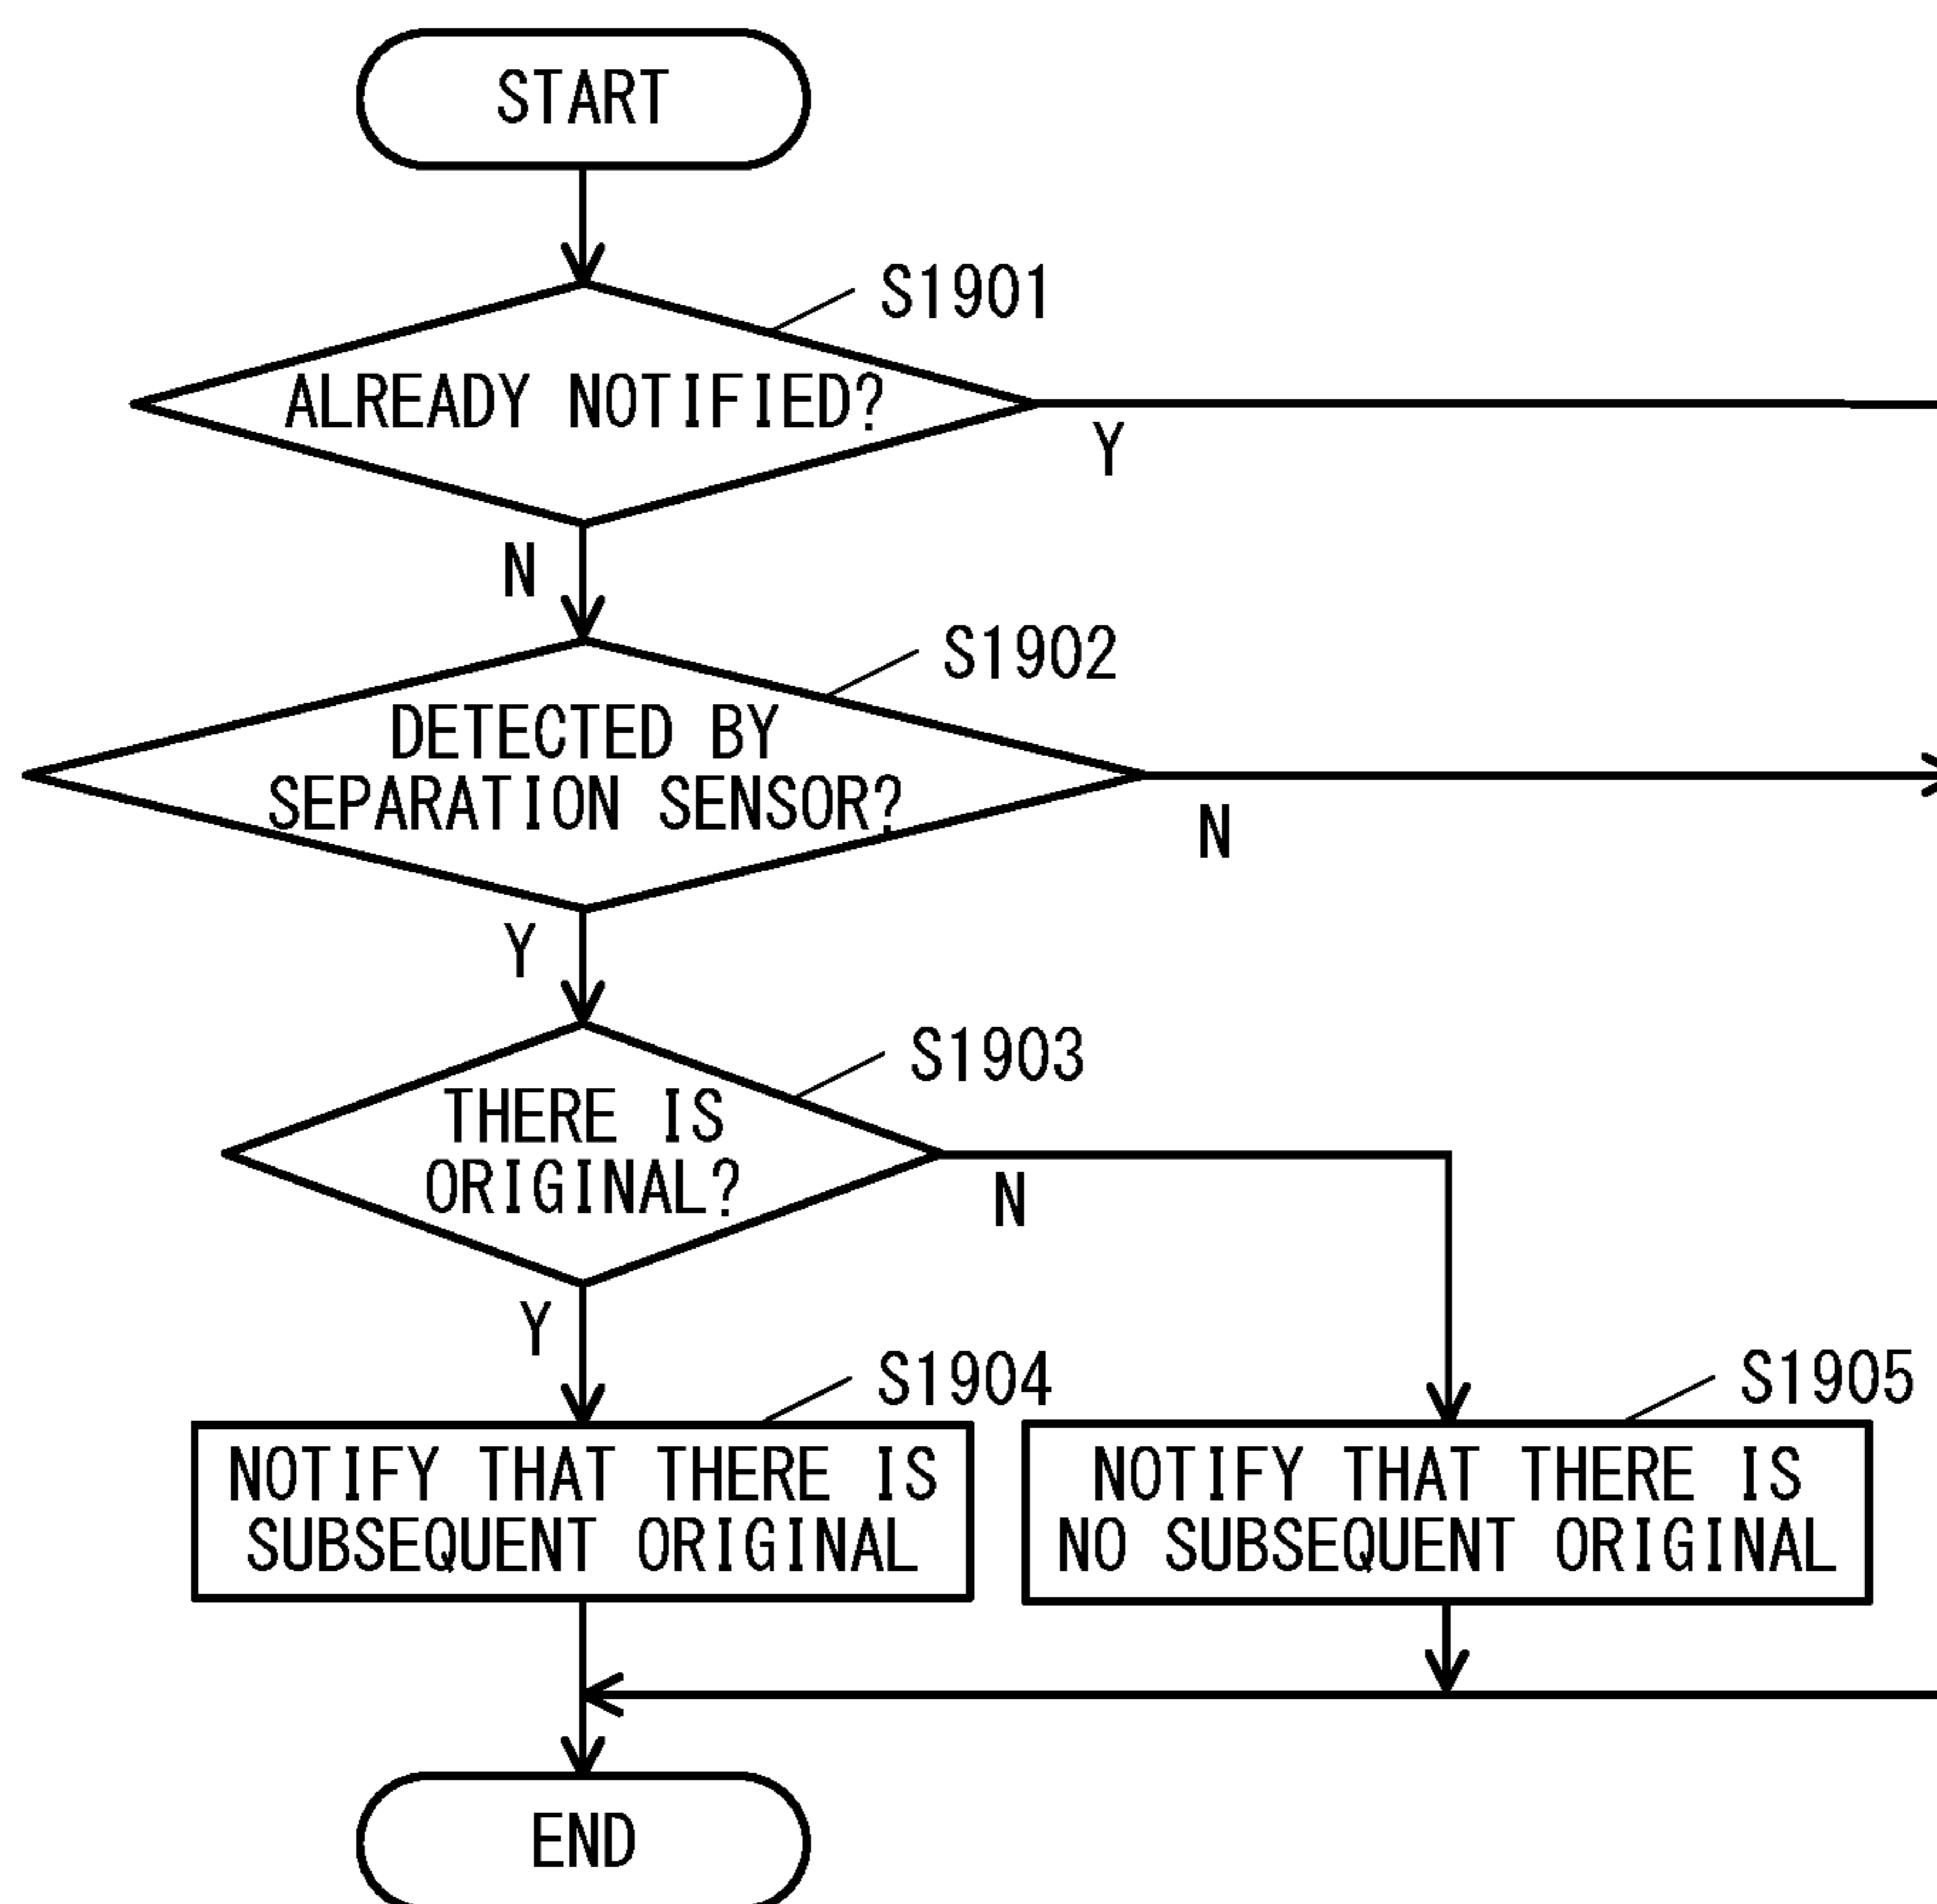 START
S1901
ALREADY NOTIFIED?
Y
N
S1902
DETECTED BY
SEPARATION SENSOR?
N
Y
S1903
THERE IS
ORIGINAL?
N
Y
S1904
S1905
NOTIFY THAT THERE IS
SUBSEQUENT ORIGINAL
NOTIFY THAT THERE IS
NO SUBSEQUENT ORIGINAL
END